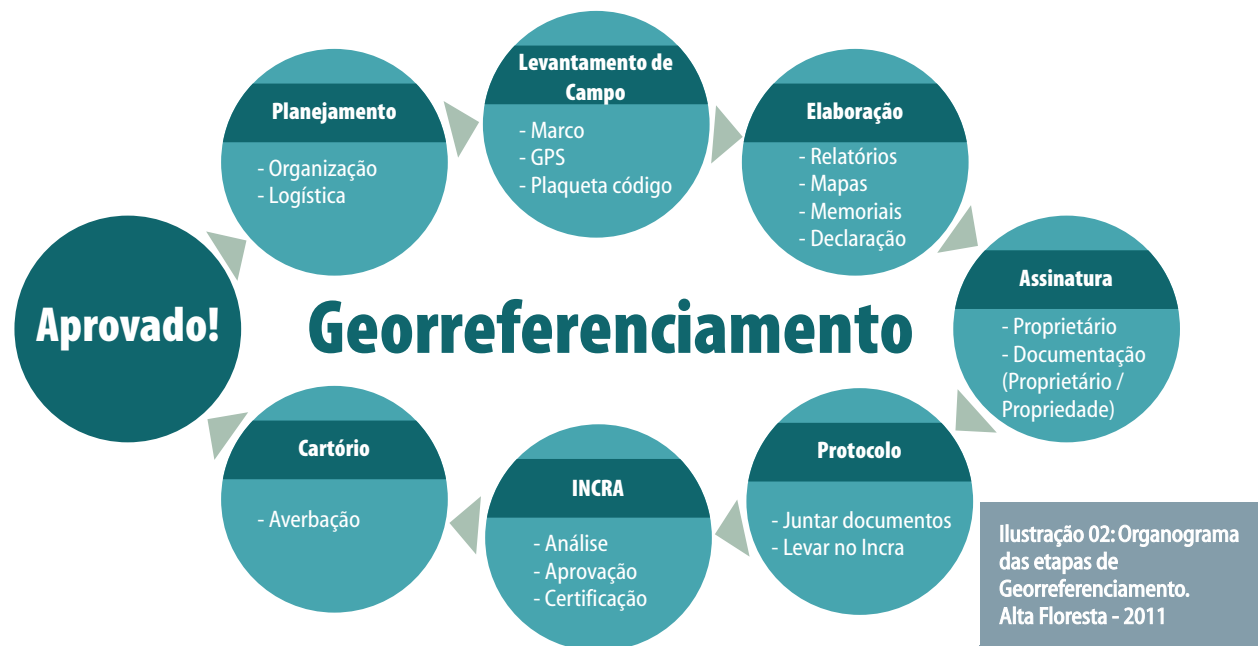 Planejamento
- Organização
- Logística
Levantamento de
Campo
- Marco
- GPS
- Plaqueta código
Elaboração
- Relatórios
- Mapas
- Memoriais
- Declaração
Assinatura
- Proprietário
- Documentação
(Proprietário /
Propriedade)
Aprovado!
Georreferenciamento
Protocolo
- Juntar documentos
- Levar no Incra
INCRA
- Análise
- Aprovação
- Certificação
Cartório
- Averbação
Ilustração 02: Organograma
das etapas de
Georreferenciamento.
Alta Floresta - 2011